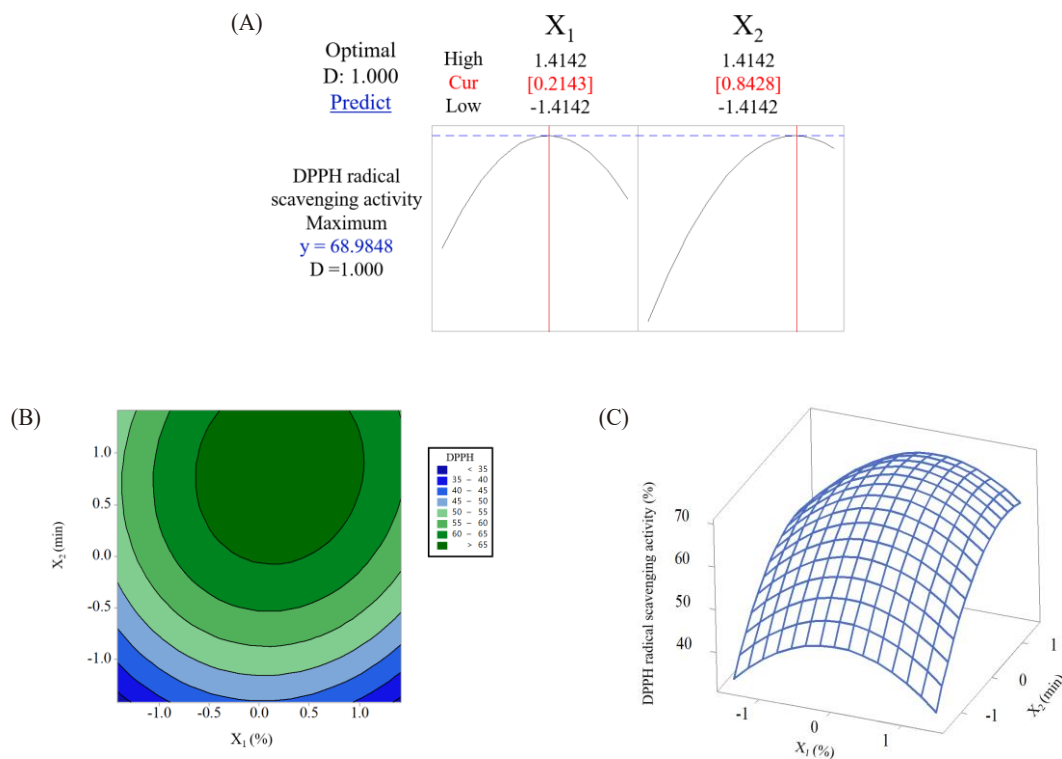 (A)
Optimal
D: 1.000
Predict
High
Cur
Low
X₁
1.4142
[0.2143]
-1.4142
X₂
1.4142
[0.8428]
-1.4142
DPPH radical
scavenging activity
Maximum
y = 68.9848
D =1.000
(B)
X₂ (min)
1.0
0.5
0.0
-0.5
-1.0
-1.0
-0.5
0.0
0.5
1.0
X₁ (%)
DPPH
< 35
35 – 40
40 – 45
45 – 50
50 – 55
55 – 60
60 – 65
> 65
(C)
DPPH radical scavenging activity (%)
70
60
50
40
-1
0
1
X₁ (%)
-1
0
1
X₂ (min)